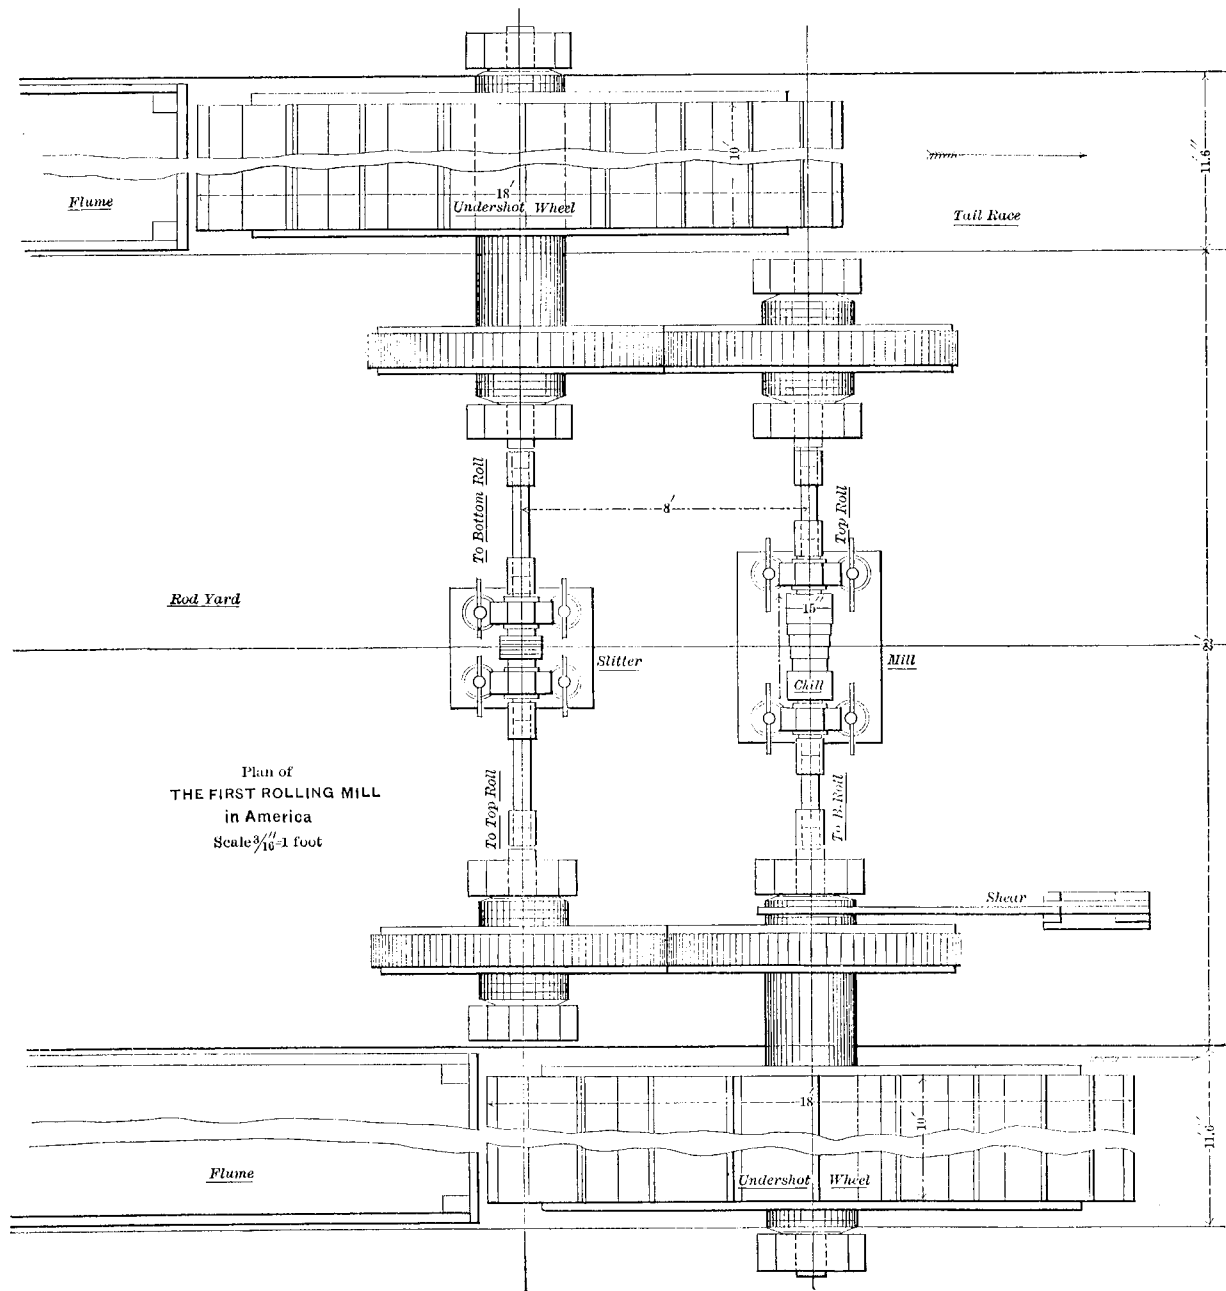 11.6"
10'
18'
Undershot Wheel
Flume
Tail Race
To Bottom Roll
8'
Top Roll
Rod Yard
15"
Slitter
Mill
Chill
Plan of
THE FIRST ROLLING MILL
in America
Scale 3/16"=1 foot
To Top Roll
To B. Roll
Shear
18'
10'
11.6"
Undershot Wheel
Flume